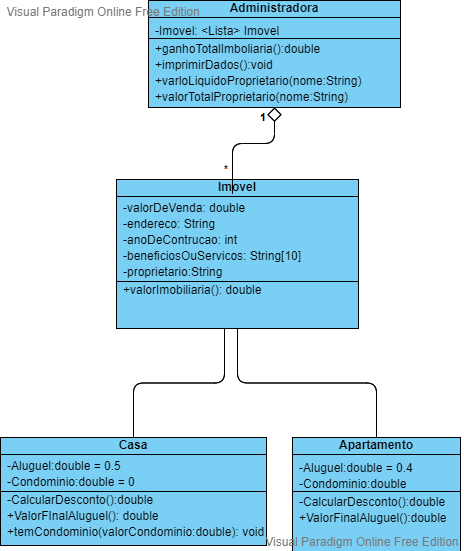 Visual Paradigm Online Free Edition
Administradora
-Imovel: <Lista> Imovel
+ganhoTotalImboliaria():double
+imprimirDados():void
+varloLiquidoProprietario(nome:String)
+valorTotalProprietario(nome:String)
1
*
Imovel
-valorDeVenda: double
-endereco: String
-anoDeContrucao: int
-beneficiosOuServicos: String[10]
-proprietario:String
+valorImobiliaria(): double
Casa
-Aluguel:double = 0.5
-Condominio:double = 0
-CalcularDesconto():double
+ValorFInalAluguel(): double
+temCondominio(valorCondominio:double): void
Apartamento
-Aluguel:double = 0.4
-Condominio:double
-CalcularDesconto():double
+ValorFinalAluguel():double
Visual Paradigm Online Free Edition